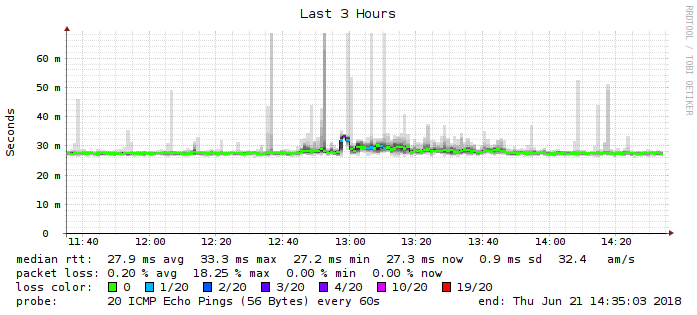 Last 3 Hours
RRDTOOL / TOBI OETIKER
Seconds
60 m
50 m
40 m
30 m
20 m
10 m
0
11:40 12:00 12:20 12:40 13:00 13:20 13:40 14:00 14:20
median rtt: 27.9 ms avg 33.3 ms max 27.2 ms min 27.3 ms now 0.9 ms sd 32.4 am/s
packet loss: 0.20 % avg 18.25 % max 0.00 % min 0.00 % now
loss color: 0 1/20 2/20 3/20 4/20 10/20 19/20
probe: 20 ICMP Echo Pings (56 Bytes) every 60s end: Thu Jun 21 14:35:03 2018